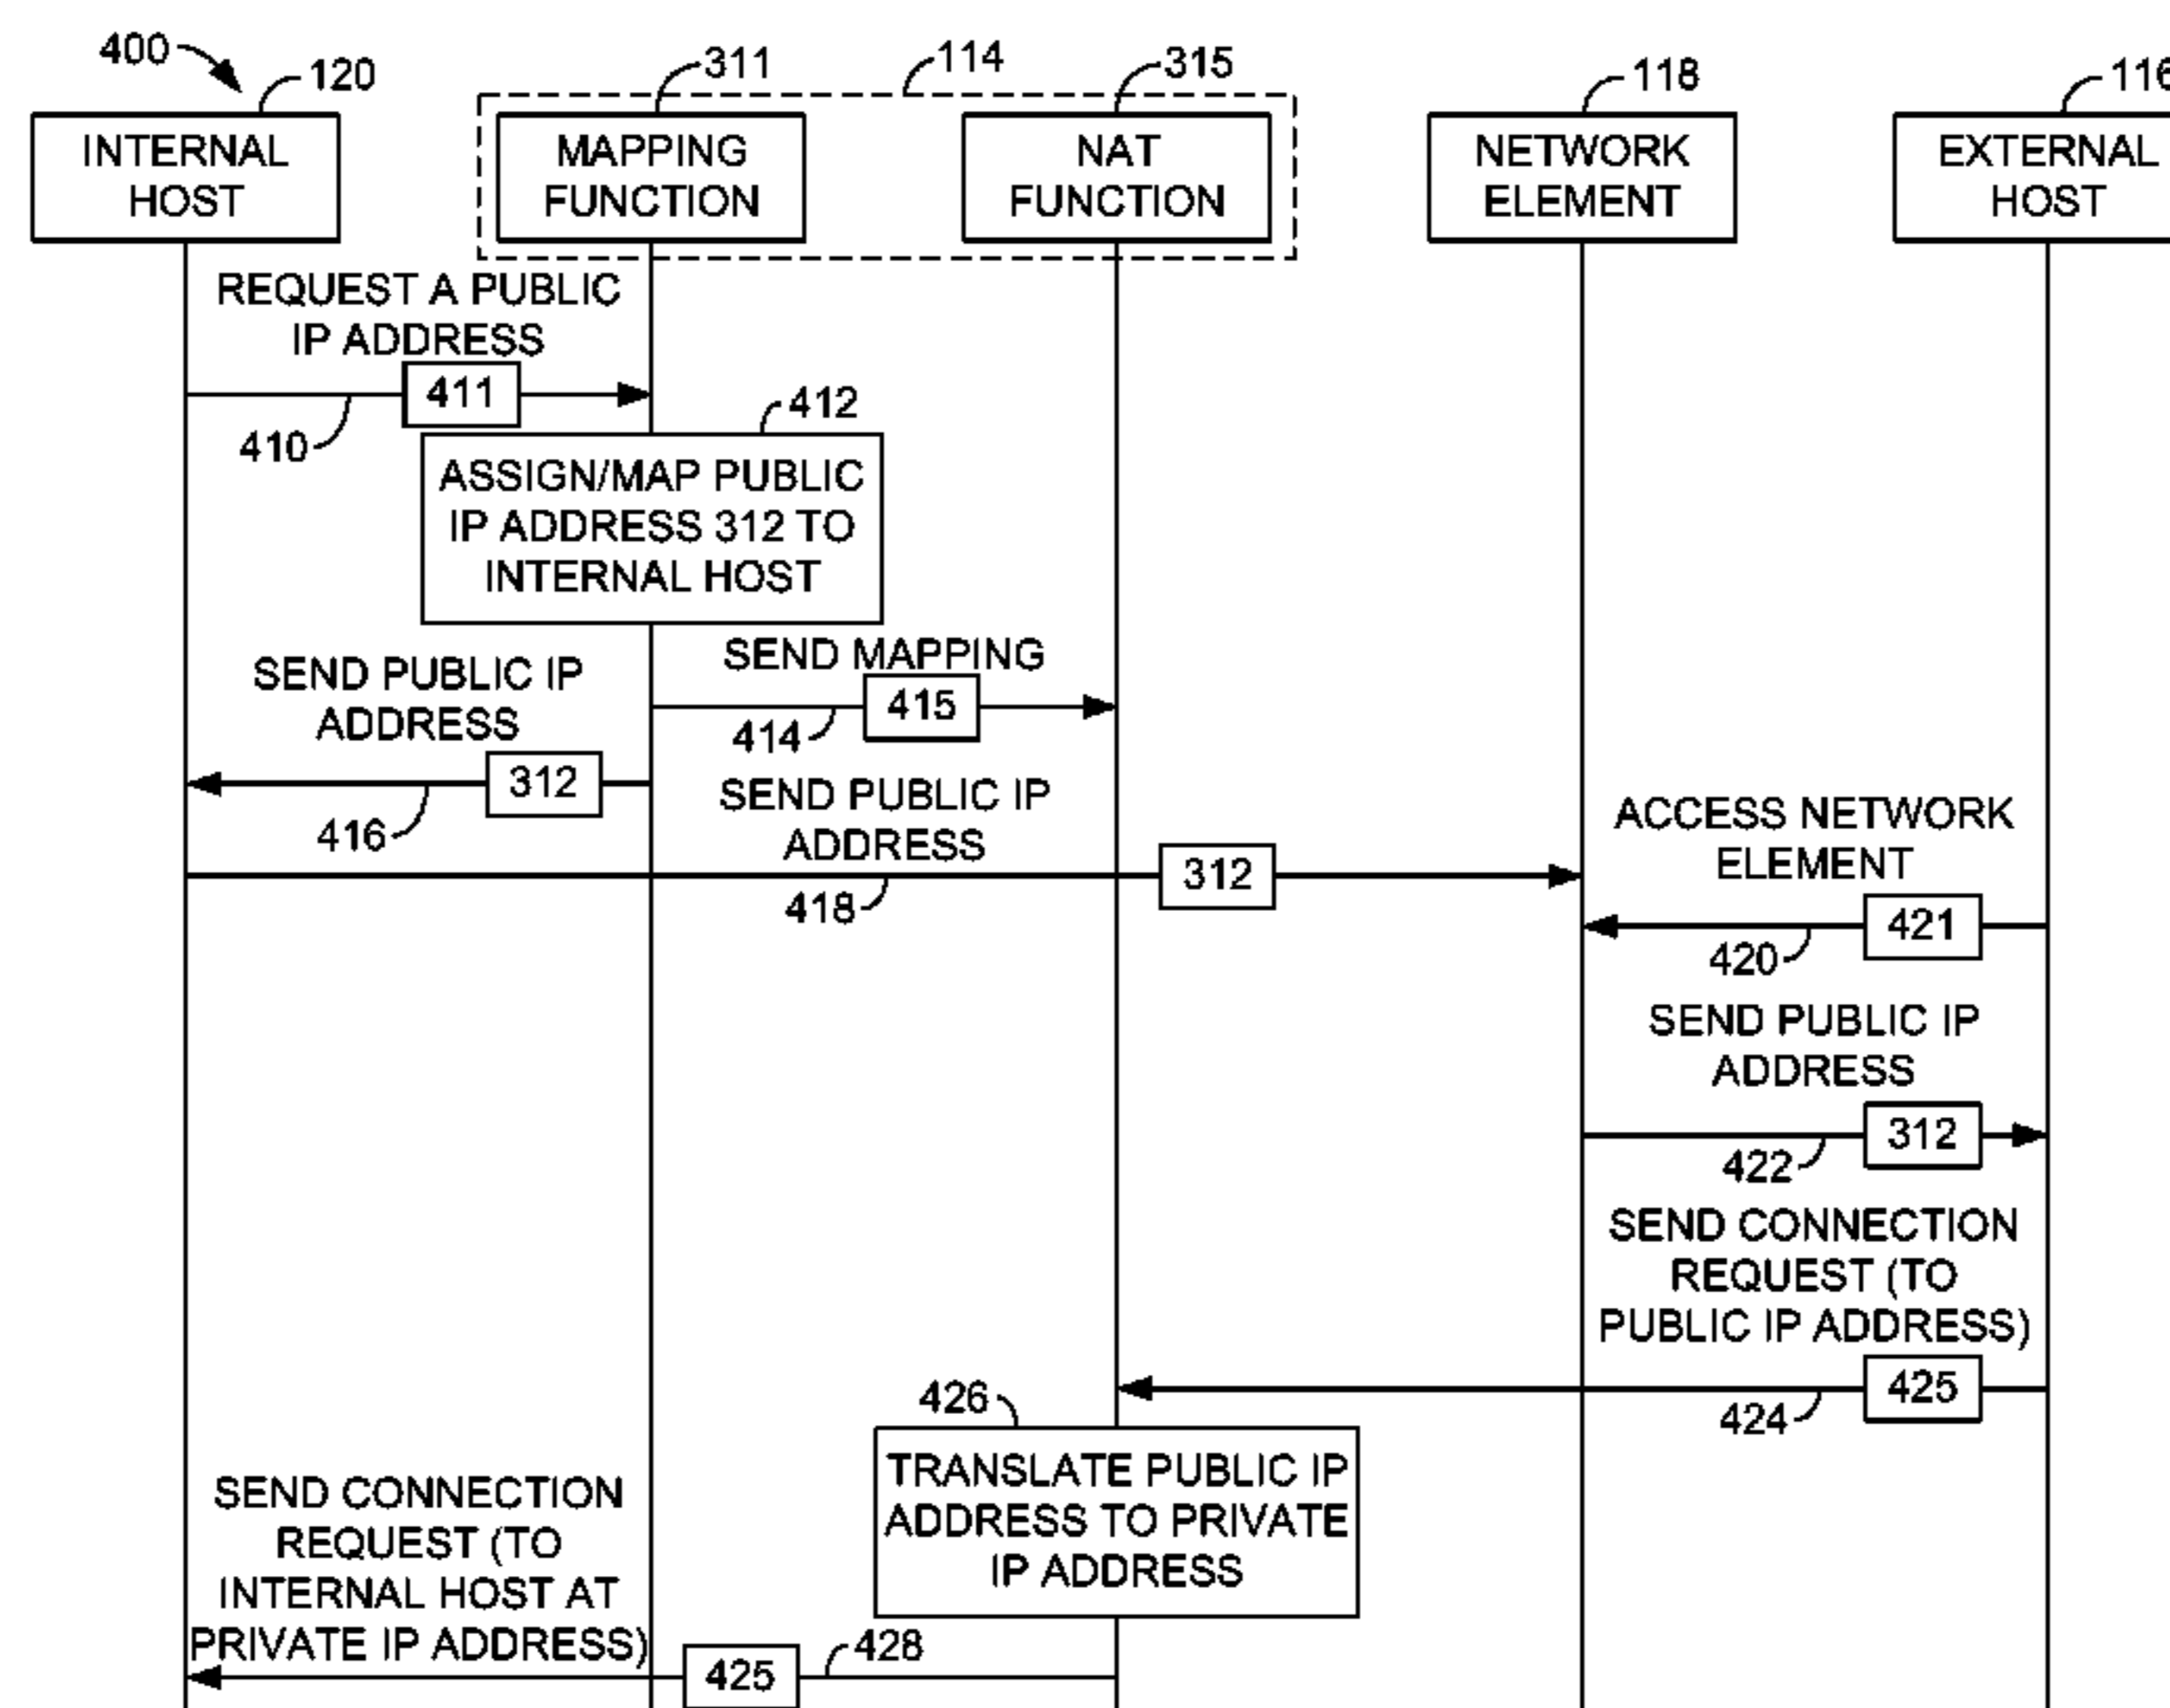 400
120
311
114
315
118
116
INTERNAL
HOST
MAPPING
FUNCTION
NAT
FUNCTION
NETWORK
ELEMENT
EXTERNAL
HOST
REQUEST A PUBLIC
IP ADDRESS
411
410
412
ASSIGN/MAP PUBLIC
IP ADDRESS 312 TO
INTERNAL HOST
SEND MAPPING
415
414
SEND PUBLIC IP
ADDRESS
312
416
SEND PUBLIC IP
ADDRESS
312
418
ACCESS NETWORK
ELEMENT
421
420
SEND PUBLIC IP
ADDRESS
312
422
SEND CONNECTION
REQUEST (TO
PUBLIC IP ADDRESS)
425
424
426
TRANSLATE PUBLIC IP
ADDRESS TO PRIVATE
IP ADDRESS
SEND CONNECTION
REQUEST (TO
INTERNAL HOST AT
PRIVATE IP ADDRESS)
425
428